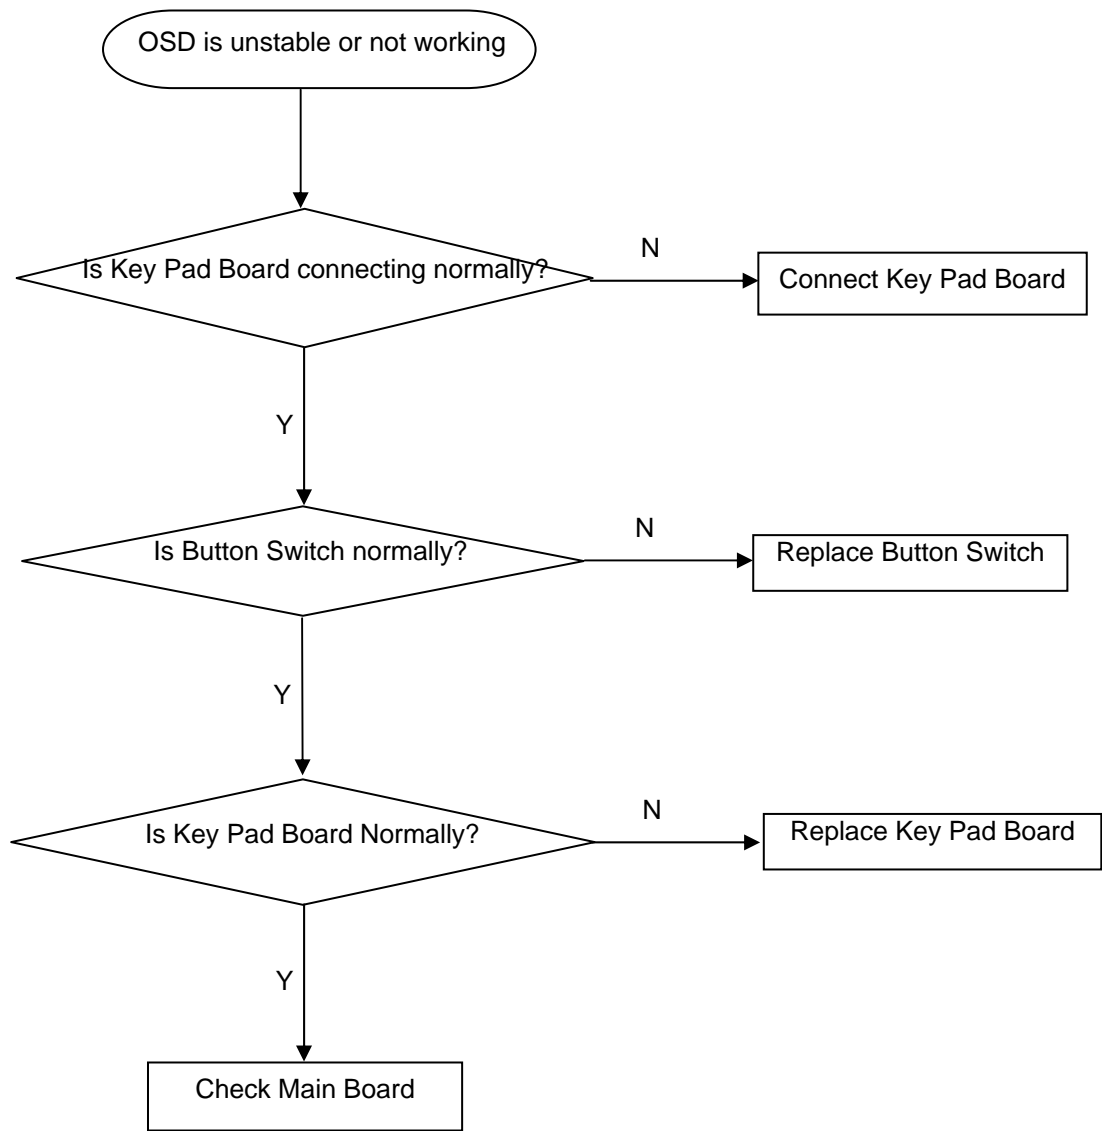 OSD is unstable or not working
Is Key Pad Board connecting normally?
N
Connect Key Pad Board
Y
Is Button Switch normally?
N
Replace Button Switch
Y
Is Key Pad Board Normally?
N
Replace Key Pad Board
Y
Check Main Board